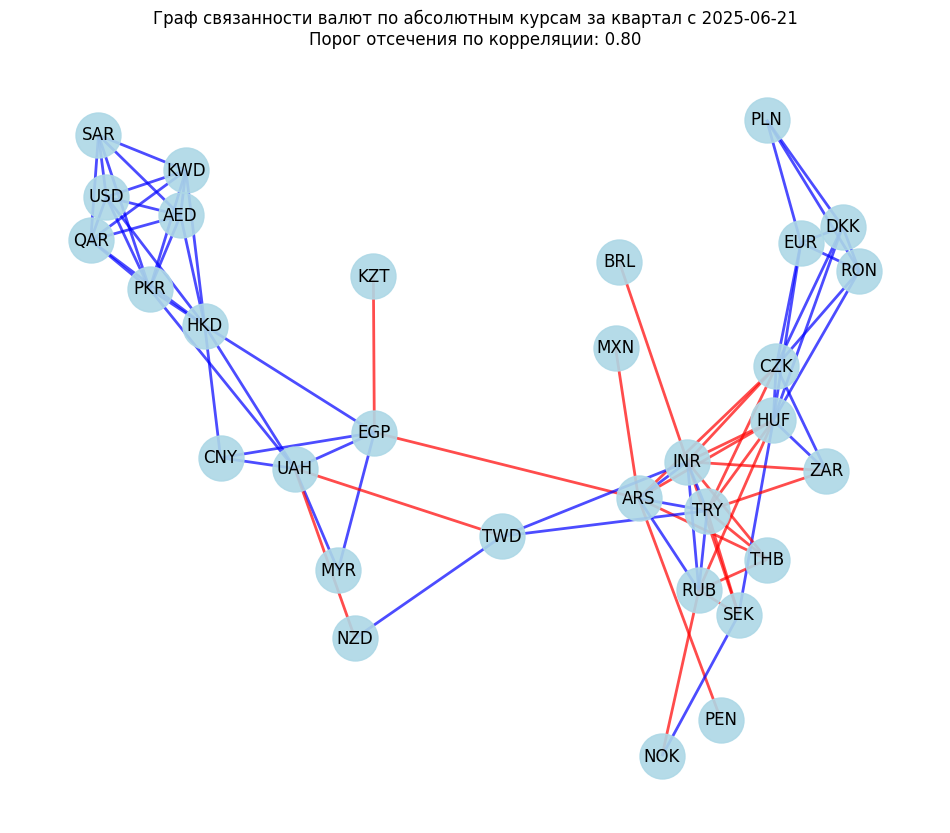 Граф связанности валют по абсолютным курсам за квартал с 2025-06-21
Порог отсечения по корреляции: 0.80
PLN
SAR
KWD
USD
AED
DKK
QAR
EUR
BRL
RON
KZT
PKR
HKD
MXN
CZK
HUF
EGP
CNY
INR
UAH
ZAR
ARS
TRY
TWD
THB
MYR
RUB
SEK
NZD
PEN
NOK